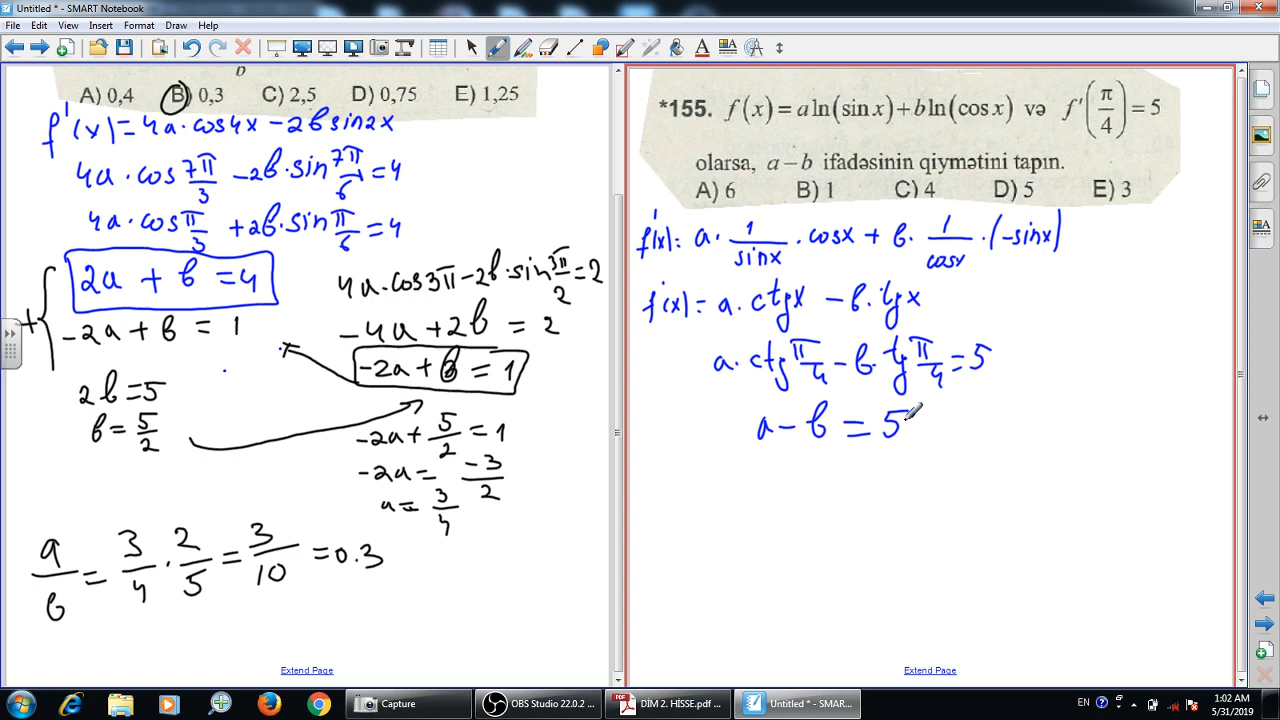 Untitled * - SMART Notebook
File Edit View Insert Format Draw Help
b
A) 0,4 B) 0,3 C) 2,5 D) 0,75 E) 1,25
f'(x)=4a·cos4x-2b sin2x
4a·cos 7π/3 -2b·sin 7π/6 =4
4a·cos π/3 +2b·sin π/6 =4
2a + b =4
-2a+b = 1
2b=5
b= 5/2
4a·cos3π-2b·sin 3π/2 =2
-4a+2b = 2
-2a+b = 1
-2a+ 5/2 =1
-2a= -3/2
a= 3/4
a/b = 3/4 · 2/5 = 3/10 =0.3
Extend Page
*155. f(x)=aln(sinx)+bln(cosx) və f'(π/4)=5
olarsa, a-b ifadəsinin qiymətini tapın.
A) 6 B) 1 C) 4 D) 5 E) 3
f'(x)= a· 1/sinx ·cosx + b· 1/cosx ·(-sinx)
f'(x)= a·ctgx -b·tgx
a·ctg π/4 -b·tg π/4 =5
a-b =5
Extend Page
Capture
OBS Studio 22.0.2 ...
DİM 2. HİSSE.pdf ...
Untitled * - SMAR...
EN
1:02 AM
5/31/2019